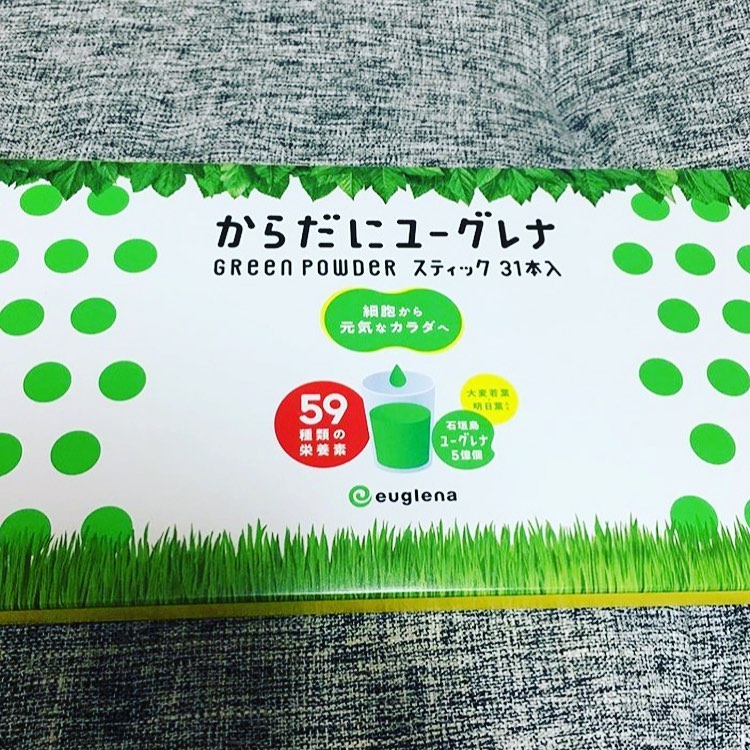 からだにユーグレナ
GREEN POWDER スティック 31本入
細胞から
元気なカラダへ
59
種類の
栄養素
大麦若葉
明日葉
石垣島
ユーグレナ
5億個
euglena